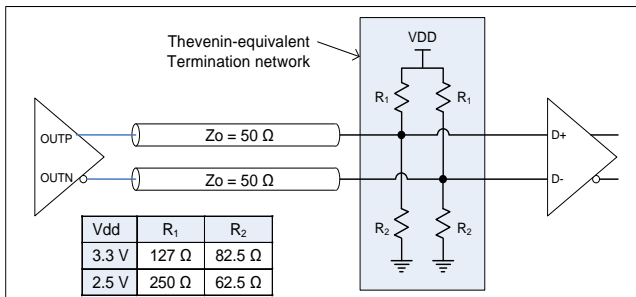 Thevenin-equivalent
Termination network
VDD
R1 R1
OUTP
Zo = 50 Ω
D+
OUTN
Zo = 50 Ω
D-
R2 R2
Vdd R1 R2
3.3 V 127 Ω 82.5 Ω
2.5 V 250 Ω 62.5 Ω